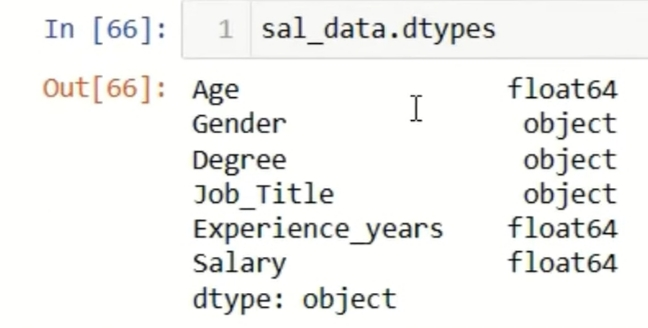 In [66]: 1 sal_data.dtypes
Out[66]: Age float64
Gender object
Degree object
Job_Title object
Experience_years float64
Salary float64
dtype: object